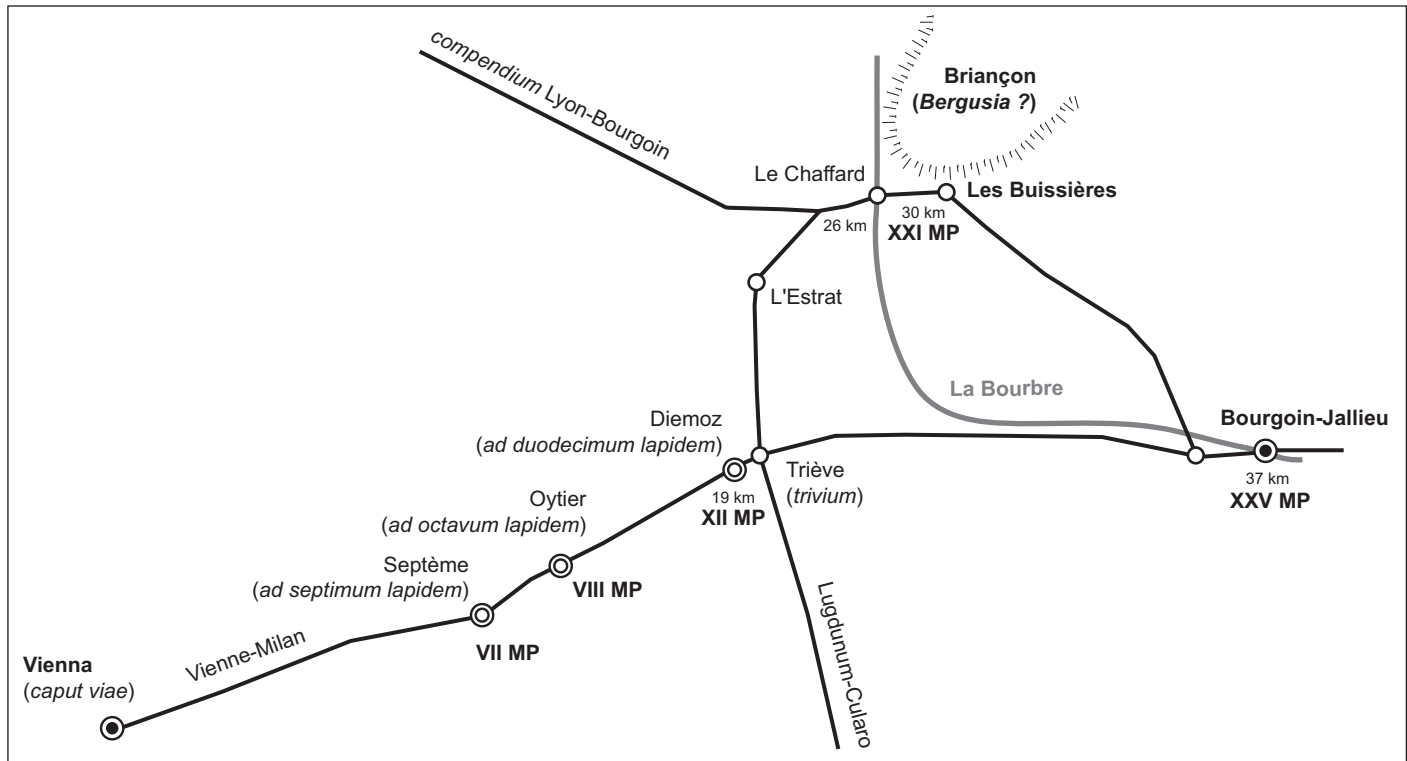 compendium Lyon-Bourgoin
Briançon
(Bergusia ?)
Le Chaffard
Les Buissières
26 km
30 km
XXI MP
L'Estrat
La Bourbre
Diemoz
(ad duodecimum lapidem)
Bourgoin-Jallieu
Triève
(trivium)
19 km
XII MP
37 km
XXV MP
Oytier
(ad octavum lapidem)
Septème
(ad septimum lapidem)
VIII MP
VII MP
Lugdunum-Cularo
Vienne-Milan
Vienna
(caput viae)